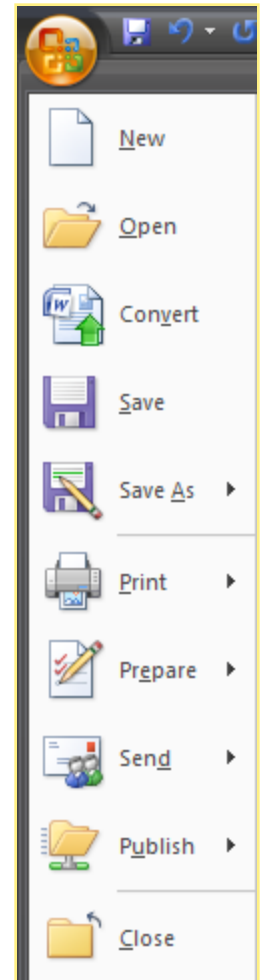 New
Open
Convert
Save
Save As
Print
Prepare
Send
Publish
Close